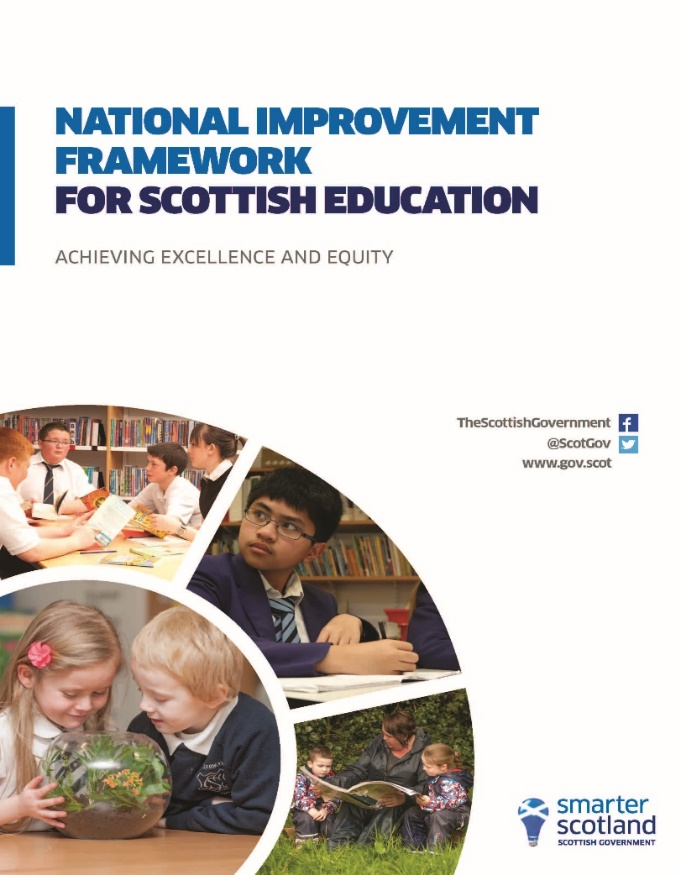 NATIONAL IMPROVEMENT
FRAMEWORK
FOR SCOTTISH EDUCATION
ACHIEVING EXCELLENCE AND EQUITY
TheScottishGovernment
@ScotGov
www.gov.scot
smarter
scotland
SCOTTISH GOVERNMENT